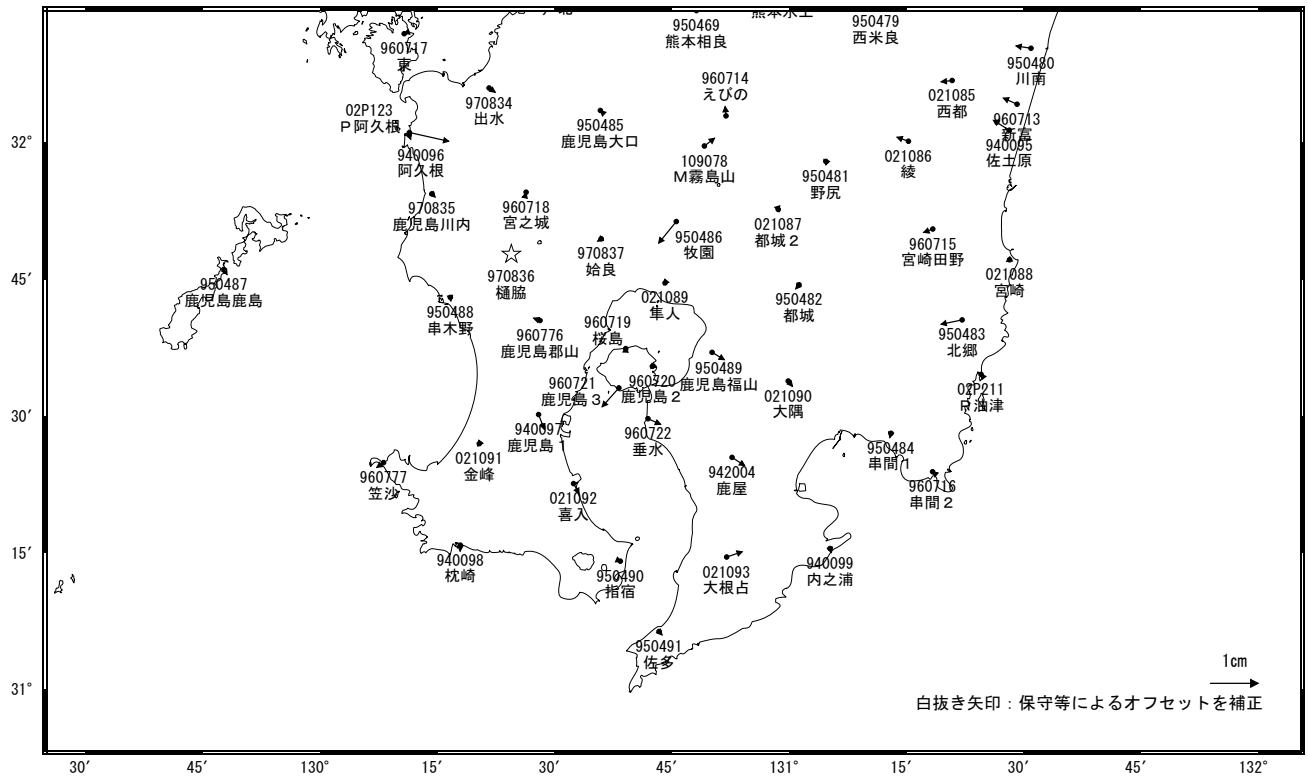 950469
熊本相良
950479
西米良
960717
東
950480
川南
960714
えびの
021085
西都
970834
出水
02P123
P阿久根
950485
鹿児島大口
960713
新富
32°
940096
阿久根
109078
M霧島山
950481
野尻
021086
綾
940095
佐土原
970835
鹿児島川内
960718
宮之城
950486
牧園
021087
都城2
960715
宮崎田野
970837
姶良
970836
樋脇
021088
宮崎
45′
950487
鹿児島鹿島
950488
串木野
021089
隼人
950482
都城
960776
鹿児島郡山
960719
桜島
950483
北郷
950489
鹿児島福山
960721
鹿児島3
960720
鹿児島2
021090
大隅
02P211
30′
940097
鹿児島1
960722
垂水
950484
串間1
021091
金峰
960777
笠沙
942004
鹿屋
960716
串間2
021092
喜入
15′
940098
枕崎
950490
指宿
021093
大根占
940099
内之浦
950491
佐多
1cm
31°
白抜き矢印：保守等によるオフセットを補正
30′ 45′ 130° 15′ 30′ 45′ 131° 15′ 30′ 45′ 132°